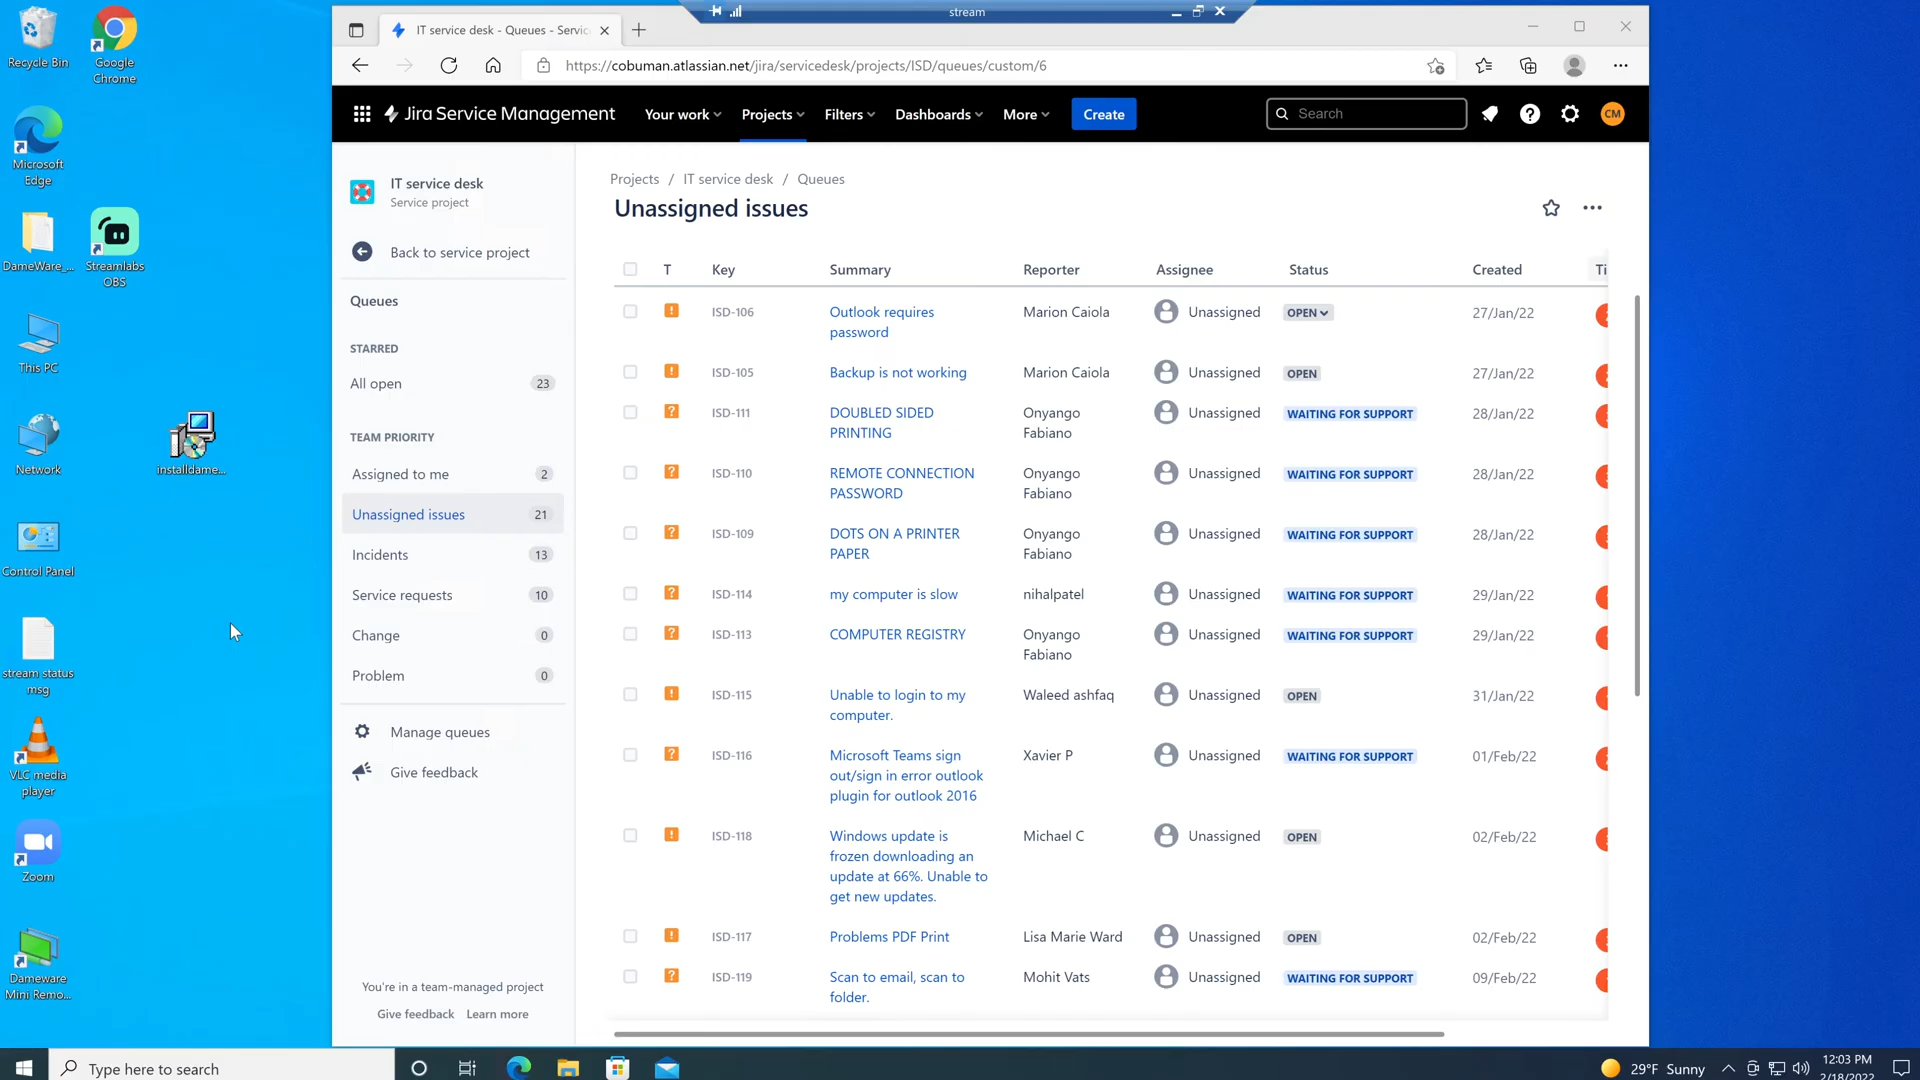 stream
IT service desk - Queues - Servic
https://cobuman.atlassian.net/jira/servicedesk/projects/ISD/queues/custom/6
Jira Service Management
Your work
Projects
Filters
Dashboards
More
Create
Search
CM
Recycle Bin
Google Chrome
Microsoft Edge
DameWare_...
Streamlabs OBS
This PC
Network
installdame...
Control Panel
stream status msg
VLC media player
Zoom
Dameware Mini Remo...
IT service desk
Service project
Back to service project
Queues
STARRED
All open 23
TEAM PRIORITY
Assigned to me 2
Unassigned issues 21
Incidents 13
Service requests 10
Change 0
Problem 0
Manage queues
Give feedback
You're in a team-managed project
Give feedback Learn more
Projects / IT service desk / Queues
Unassigned issues
T Key Summary Reporter Assignee Status Created Ti
ISD-106 Outlook requires password Marion Caiola Unassigned OPEN 27/Jan/22
ISD-105 Backup is not working Marion Caiola Unassigned OPEN 27/Jan/22
ISD-111 DOUBLED SIDED PRINTING Onyango Fabiano Unassigned WAITING FOR SUPPORT 28/Jan/22
ISD-110 REMOTE CONNECTION PASSWORD Onyango Fabiano Unassigned WAITING FOR SUPPORT 28/Jan/22
ISD-109 DOTS ON A PRINTER PAPER Onyango Fabiano Unassigned WAITING FOR SUPPORT 28/Jan/22
ISD-114 my computer is slow nihalpatel Unassigned WAITING FOR SUPPORT 29/Jan/22
ISD-113 COMPUTER REGISTRY Onyango Fabiano Unassigned WAITING FOR SUPPORT 29/Jan/22
ISD-115 Unable to login to my computer. Waleed ashfaq Unassigned OPEN 31/Jan/22
ISD-116 Microsoft Teams sign out/sign in error outlook plugin for outlook 2016 Xavier P Unassigned WAITING FOR SUPPORT 01/Feb/22
ISD-118 Windows update is frozen downloading an update at 66%. Unable to get new updates. Michael C Unassigned OPEN 02/Feb/22
ISD-117 Problems PDF Print Lisa Marie Ward Unassigned OPEN 02/Feb/22
ISD-119 Scan to email, scan to folder. Mohit Vats Unassigned WAITING FOR SUPPORT 09/Feb/22
Type here to search
29°F Sunny
12:03 PM
2/18/2022